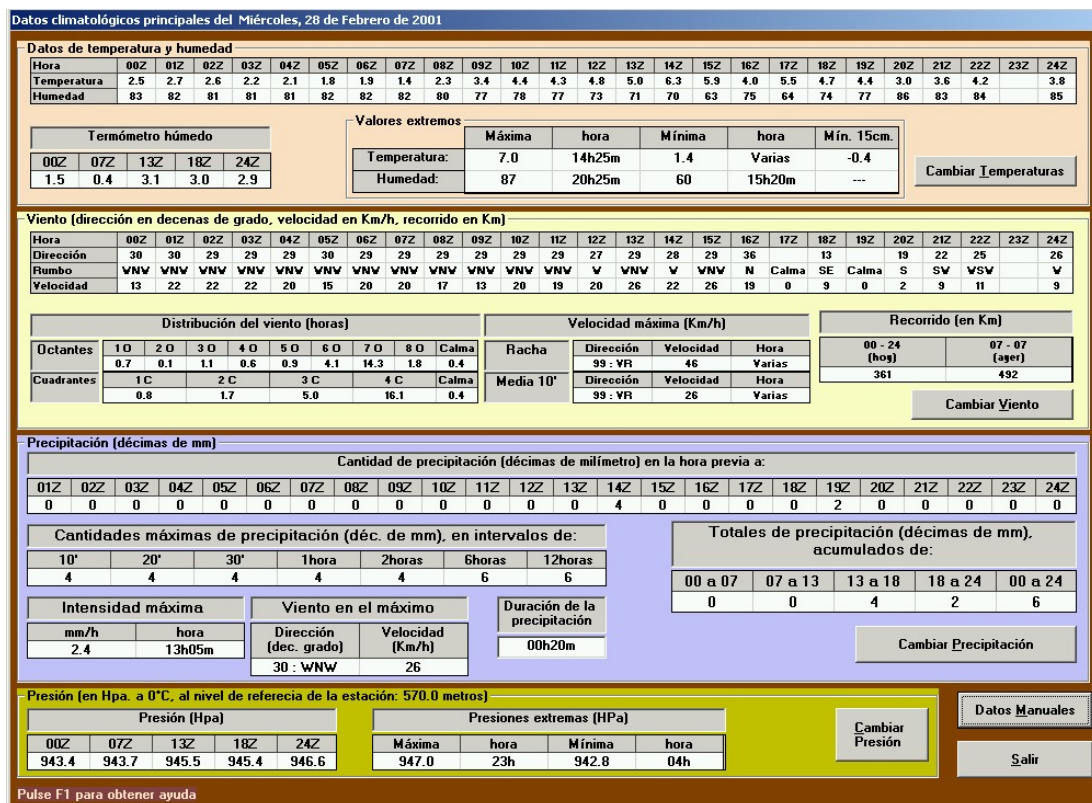 Datos climatológicos principales del Miércoles, 28 de Febrero de 2001
Datos de temperatura y humedad
Hora 00Z 01Z 02Z 03Z 04Z 05Z 06Z 07Z 08Z 09Z 10Z 11Z 12Z 13Z 14Z 15Z 16Z 17Z 18Z 19Z 20Z 21Z 22Z 23Z 24Z
Temperatura 2.5 2.7 2.6 2.2 2.1 1.8 1.9 1.4 2.3 3.4 4.4 4.3 4.8 5.0 6.3 5.9 4.0 5.5 4.7 4.4 3.0 3.6 4.2 3.8
Humedad 83 82 81 81 81 82 82 82 80 77 78 77 73 71 70 63 75 64 74 77 86 83 84 85
Termómetro húmedo
00Z 07Z 13Z 18Z 24Z
1.5 0.4 3.1 3.0 2.9
Valores extremos
Máxima hora Mínima hora Mín. 15cm.
Temperatura: 7.0 14h25m 1.4 Varias -0.4
Humedad: 87 20h25m 60 15h20m ---
Cambiar Temperaturas
Viento (dirección en decenas de grado, velocidad en Km/h, recorrido en Km)
Hora 00Z 01Z 02Z 03Z 04Z 05Z 06Z 07Z 08Z 09Z 10Z 11Z 12Z 13Z 14Z 15Z 16Z 17Z 18Z 19Z 20Z 21Z 22Z 23Z 24Z
Dirección 30 30 29 29 29 30 29 29 29 29 29 29 27 29 28 29 36 13 19 22 25 26
Rumbo WNW WNW WNW WNW WNW WNW WNW WNW WNW WNW WNW WNW W WNW W WNW N Calma SE Calma S SW WSW W
Velocidad 13 22 22 22 20 15 20 20 17 13 20 19 20 26 22 26 19 0 9 0 2 9 11 9
Distribución del viento (horas)
Octantes 1 O 2 O 3 O 4 O 5 O 6 O 7 O 8 O Calma
0.7 0.1 1.1 0.6 0.9 4.1 14.3 1.8 0.4
Cuadrantes 1 C 2 C 3 C 4 C Calma
0.8 1.7 5.0 16.1 0.4
Velocidad máxima (Km/h)
Racha Dirección Velocidad Hora
99 : VR 46 Varias
Media 10' Dirección Velocidad Hora
99 : VR 26 Varias
Recorrido (en Km)
00 - 24 (hoy) 07 - 07 (ayer)
361 492
Cambiar Viento
Precipitación (décimas de mm)
Cantidad de precipitación (décimas de milímetro) en la hora previa a:
01Z 02Z 03Z 04Z 05Z 06Z 07Z 08Z 09Z 10Z 11Z 12Z 13Z 14Z 15Z 16Z 17Z 18Z 19Z 20Z 21Z 22Z 23Z 24Z
0 0 0 0 0 0 0 0 0 0 0 0 0 4 0 0 0 0 2 0 0 0 0 0
Cantidades máximas de precipitación (déc. de mm), en intervalos de:
10' 20' 30' 1hora 2horas 6horas 12horas
4 4 4 4 4 6 6
Totales de precipitación (décimas de mm),
acumulados de:
00 a 07 07 a 13 13 a 18 18 a 24 00 a 24
0 0 4 2 6
Intensidad máxima
mm/h hora
2.4 13h05m
Viento en el máximo
Dirección (dec. grado) Velocidad (Km/h)
30 : WNW 26
Duración de la
precipitación
00h20m
Cambiar Precipitación
Presión (en Hpa. a 0°C, al nivel de referecia de la estación: 570.0 metros)
Presión (Hpa)
00Z 07Z 13Z 18Z 24Z
943.4 943.7 945.5 945.4 946.6
Presiones extremas (HPa)
Máxima hora Mínima hora
947.0 23h 942.8 04h
Cambiar
Presión
Datos Manuales
Salir
Pulse F1 para obtener ayuda